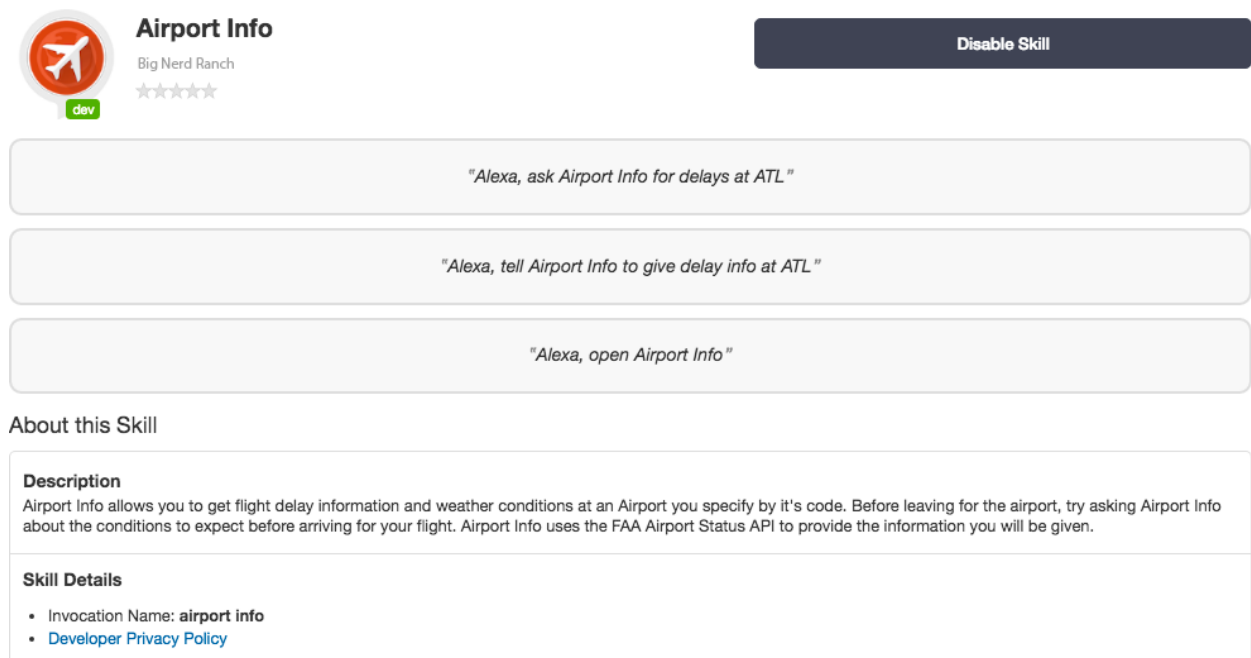 Airport Info
Disable Skill
Big Nerd Ranch
dev
"Alexa, ask Airport Info for delays at ATL"
"Alexa, tell Airport Info to give delay info at ATL"
"Alexa, open Airport Info"
About this Skill
Description
Airport Info allows you to get flight delay information and weather conditions at an Airport you specify by it's code. Before leaving for the airport, try asking Airport Info
about the conditions to expect before arriving for your flight. Airport Info uses the FAA Airport Status API to provide the information you will be given.
Skill Details
• Invocation Name: airport info
• Developer Privacy Policy